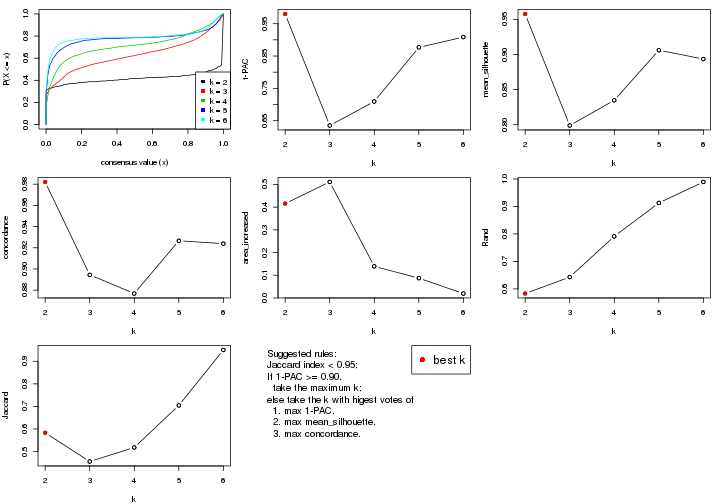 P(X <= x)
0.0 0.2 0.4 0.6 0.8 1.0
k = 2
k = 3
k = 4
k = 5
k = 6
0.0 0.2 0.4 0.6 0.8 1.0
consensus value (x)
1-PAC
0.65 0.75 0.85 0.95
2 3 4 5 6
k
mean_silhouette
0.80 0.85 0.90 0.95
2 3 4 5 6
k
concordance
0.88 0.90 0.92 0.94 0.96 0.98
2 3 4 5 6
k
area_increased
0.0 0.1 0.2 0.3 0.4 0.5
2 3 4 5 6
k
Rand
0.6 0.7 0.8 0.9 1.0
2 3 4 5 6
k
Jaccard
0.5 0.6 0.7 0.8 0.9
2 3 4 5 6
k
Suggested rules:
Jaccard index < 0.95;
If 1-PAC >= 0.90,
take the maximum k;
else take the k with higest votes of
1. max 1-PAC,
2. max mean_silhouette,
3. max concordance.
best k